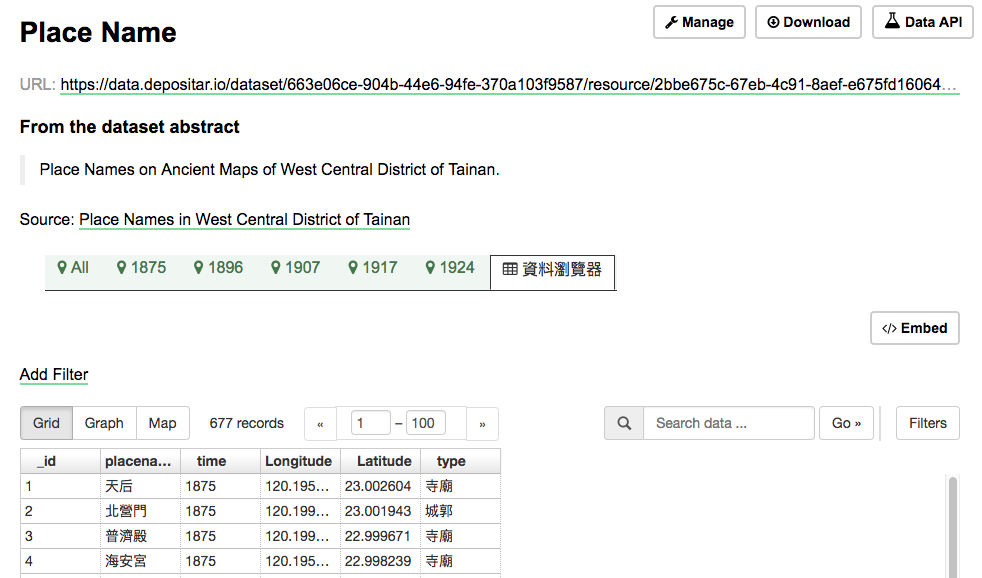 Place Name
Manage Download Data API
URL: https://data.depositar.io/dataset/663e06ce-904b-44e6-94fe-370a103f9587/resource/2bbe675c-67eb-4c91-8aef-e675fd16064…
From the dataset abstract
Place Names on Ancient Maps of West Central District of Tainan.
Source: Place Names in West Central District of Tainan
All 1875 1896 1907 1917 1924 資料瀏覽器
</> Embed
Add Filter
Grid Graph Map 677 records « 1 – 100 » Search data ... Go » Filters
_id placena... time Longitude Latitude type
1 天后 1875 120.195... 23.002604 寺廟
2 北營門 1875 120.199... 23.001943 城郭
3 普濟殿 1875 120.199... 22.999671 寺廟
4 海安宮 1875 120.195... 22.998239 寺廟